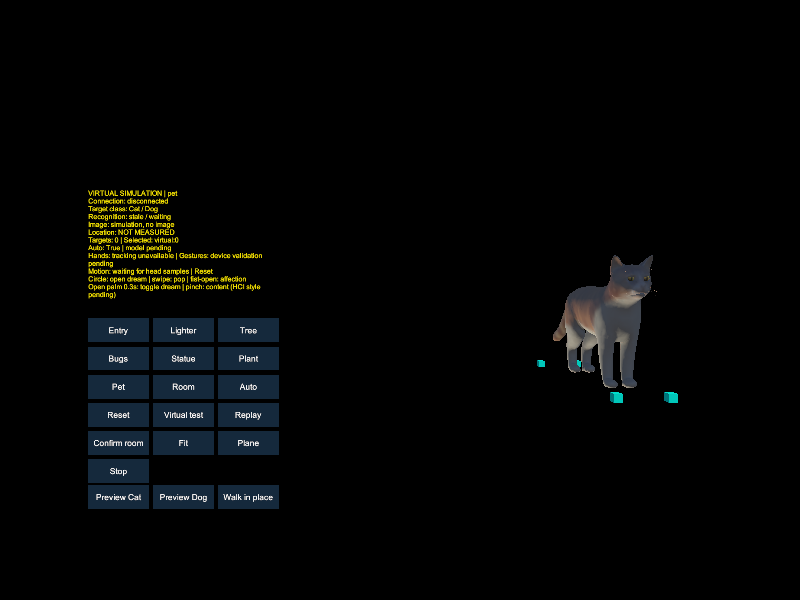 VIRTUAL SIMULATION | pet
Connection: disconnected
Target class: Cat / Dog
Recognition: stale / waiting
Image: simulation, no image
Location: NOT MEASURED
Targets: 0 | Selected: virtual:0
Auto: True | model pending
Hands: tracking unavailable | Gestures: device validation
pending
Motion: waiting for head samples | Reset
Circle: open dream | swipe: pop | fist-open: affection
Open palm 0.3s: toggle dream | pinch: content (HCI style
pending)
Entry Lighter Tree
Bugs Statue Plant
Pet Room Auto
Reset Virtual test Replay
Confirm room Fit Plane
Stop
Preview Cat Preview Dog Walk in place